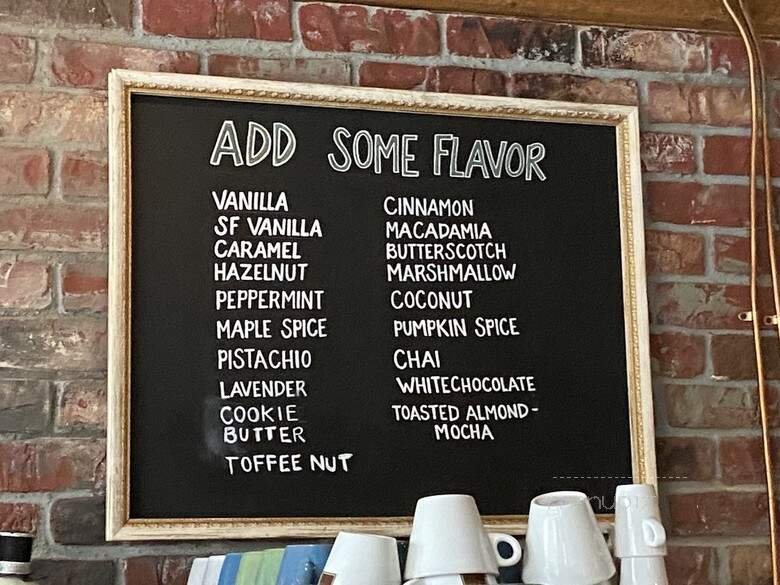 ADD SOME FLAVOR
VANILLA
SF VANILLA
CARAMEL
HAZELNUT
PEPPERMINT
MAPLE SPICE
PISTACHIO
LAVENDER
COOKIE
BUTTER
TOFFEE NUT
CINNAMON
MACADAMIA
BUTTERSCOTCH
MARSHMALLOW
COCONUT
PUMPKIN SPICE
CHAI
WHITECHOCOLATE
TOASTED ALMOND-
MOCHA